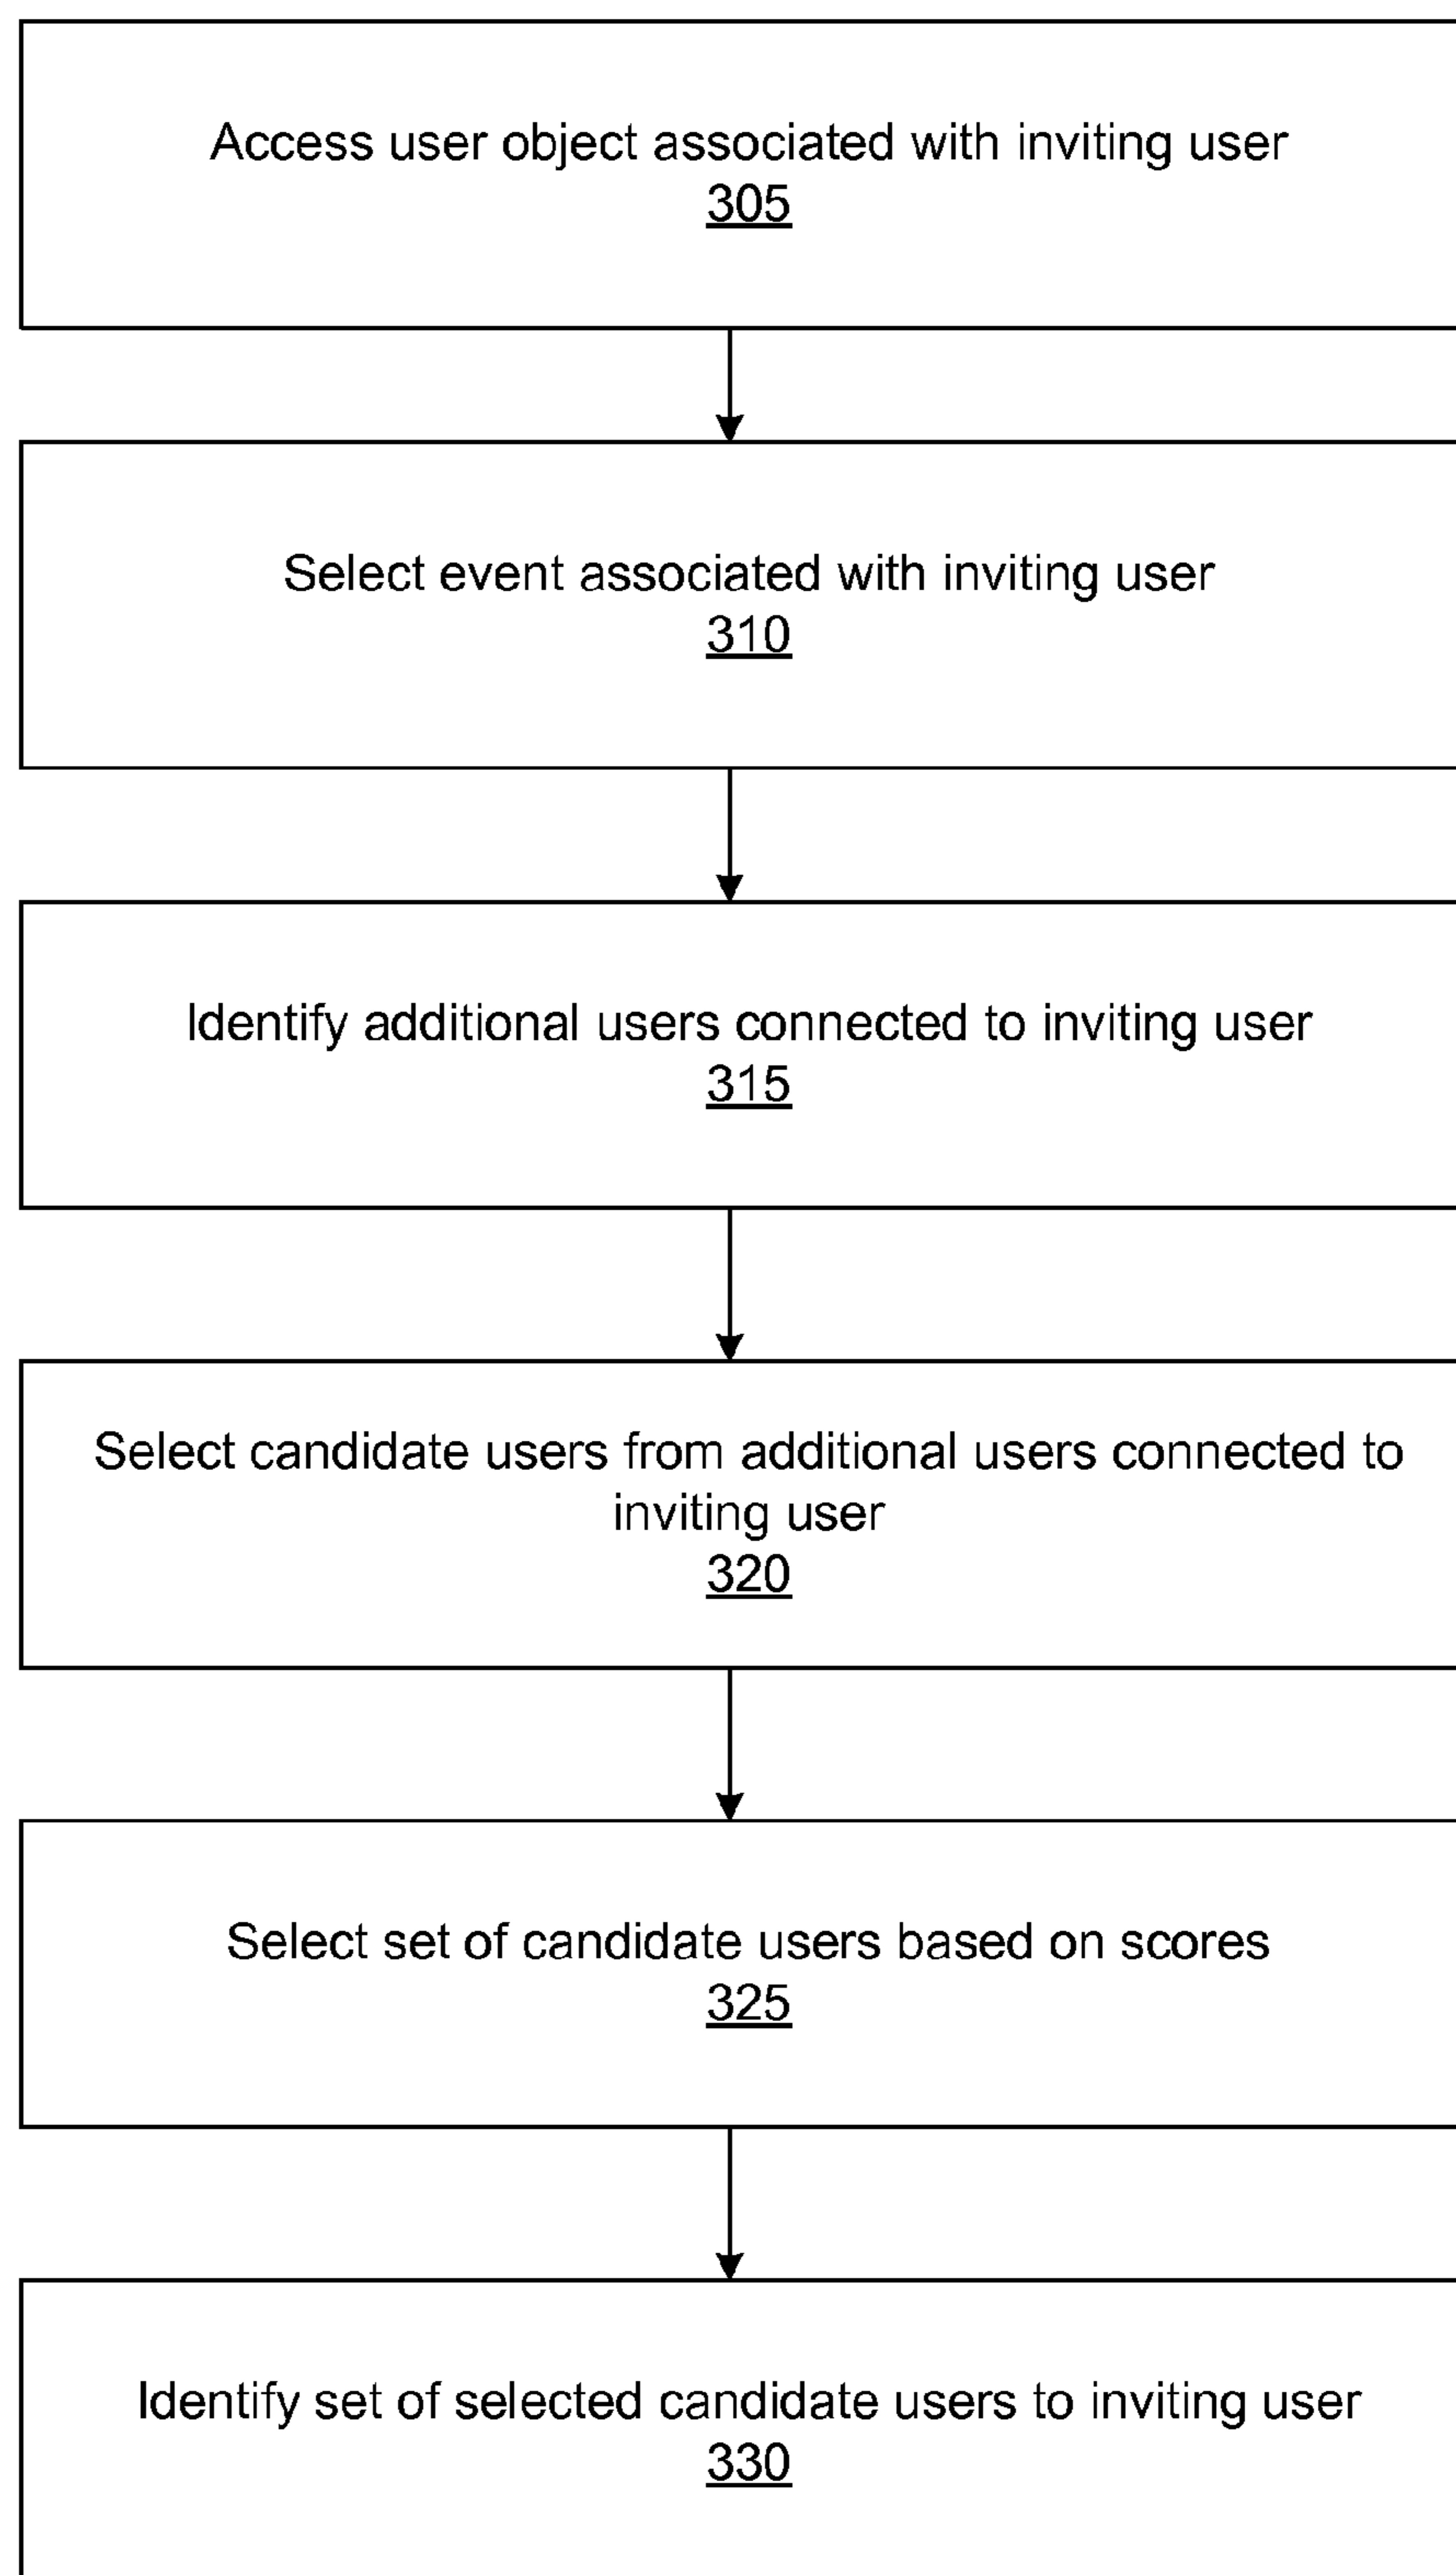 Access user object associated with inviting user
305
Select event associated with inviting user
310
Identify additional users connected to inviting user
315
Select candidate users from additional users connected to
inviting user
320
Select set of candidate users based on scores
325
Identify set of selected candidate users to inviting user
330